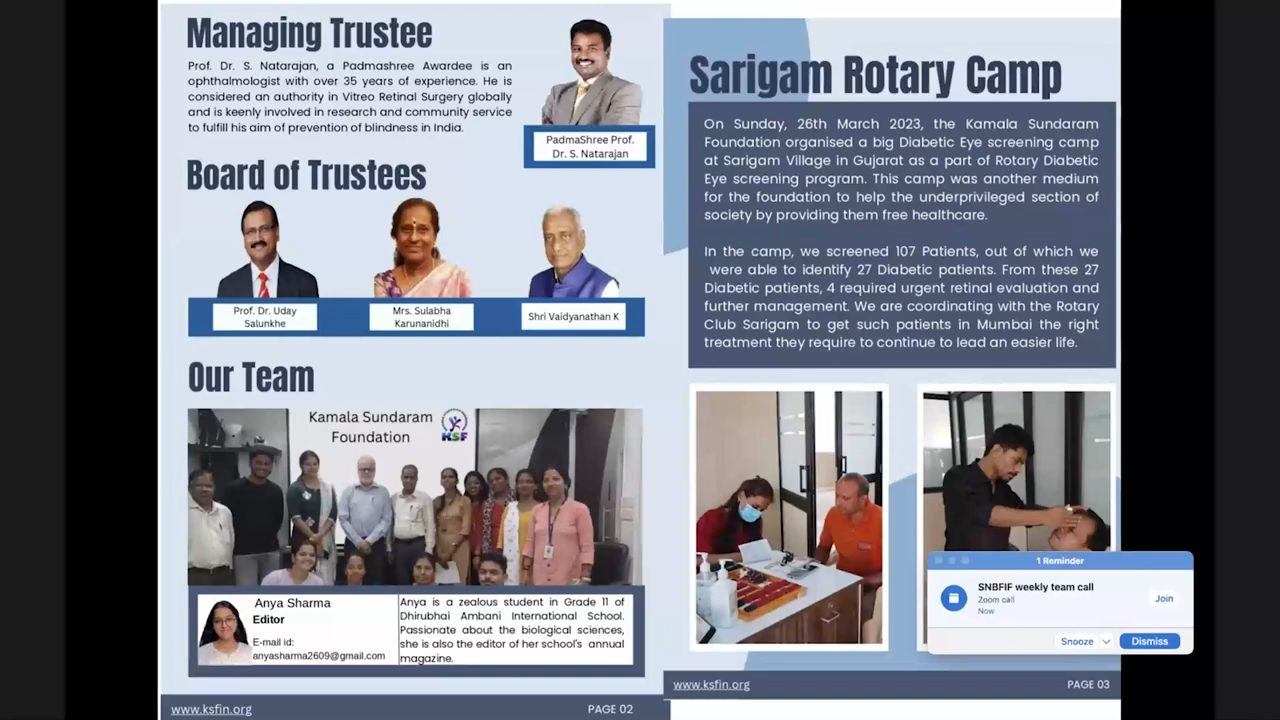 Managing Trustee
Prof. Dr. S. Natarajan, a Padmashree Awardee is an
ophthalmologist with over 35 years of experience. He is
considered an authority in Vitreo Retinal Surgery globally
and is keenly involved in research and community service
to fulfill his aim of prevention of blindness in India.
PadmaShree Prof.
Dr. S. Natarajan
Board of Trustees
Prof. Dr. Uday
Salunkhe
Mrs. Sulabha
Karunanidhi
Shri Vaidyanathan K
Our Team
Kamala Sundaram
Foundation
KSF
Anya Sharma
Editor
E-mail id:
anyasharma2609@gmail.com
Anya is a zealous student in Grade 11 of
Dhirubhai Ambani International School.
Passionate about the biological sciences,
she is also the editor of her school's annual
magazine.
www.ksfin.org
PAGE 02
Sarigam Rotary Camp
On Sunday, 26th March 2023, the Kamala Sundaram
Foundation organised a big Diabetic Eye screening camp
at Sarigam Village in Gujarat as a part of Rotary Diabetic
Eye screening program. This camp was another medium
for the foundation to help the underprivileged section of
society by providing them free healthcare.
In the camp, we screened 107 Patients, out of which we
were able to identify 27 Diabetic patients. From these 27
Diabetic patients, 4 required urgent retinal evaluation and
further management. We are coordinating with the Rotary
Club Sarigam to get such patients in Mumbai the right
treatment they require to continue to lead an easier life.
1 Reminder
SNBFIF weekly team call
Zoom call
Now
Join
Snooze
Dismiss
www.ksfin.org
PAGE 03